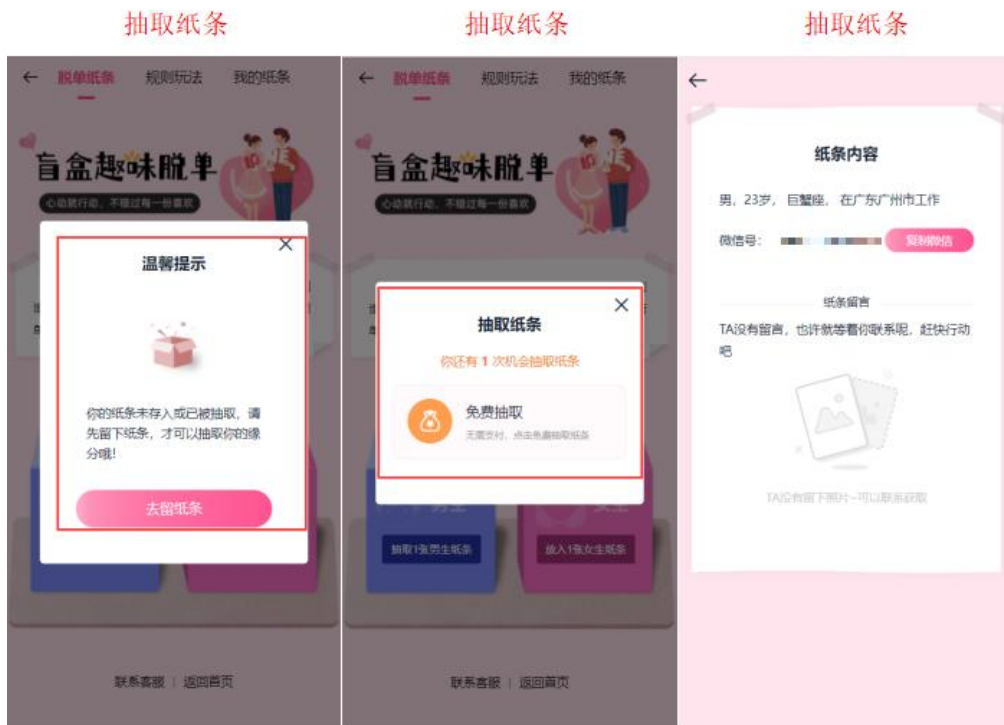 抽取纸条
抽取纸条
抽取纸条
脱单纸条
规则玩法
我的纸条
盲盒趣味脱单
心动就行动，不错过每一份喜欢
温馨提示
你的纸条未存入或已被抽取，请
先留下纸条，才可以抽取你的缘
分哦！
去留纸条
联系客服 | 返回首页
脱单纸条
规则玩法
我的纸条
盲盒趣味脱单
心动就行动，不错过每一份喜欢
抽取纸条
你还有 1 次机会抽取纸条
免费抽取
无需支付，点击免费抽取纸条
抽取1张男生纸条
放入1张女生纸条
联系客服 | 返回首页
纸条内容
男，23岁， 巨蟹座， 在广东广州市工作
微信号：
复制微信
纸条留言
TA没有留言，也许就等着你联系呢，赶快行动
吧
TA没有留下照片~可以联系获取